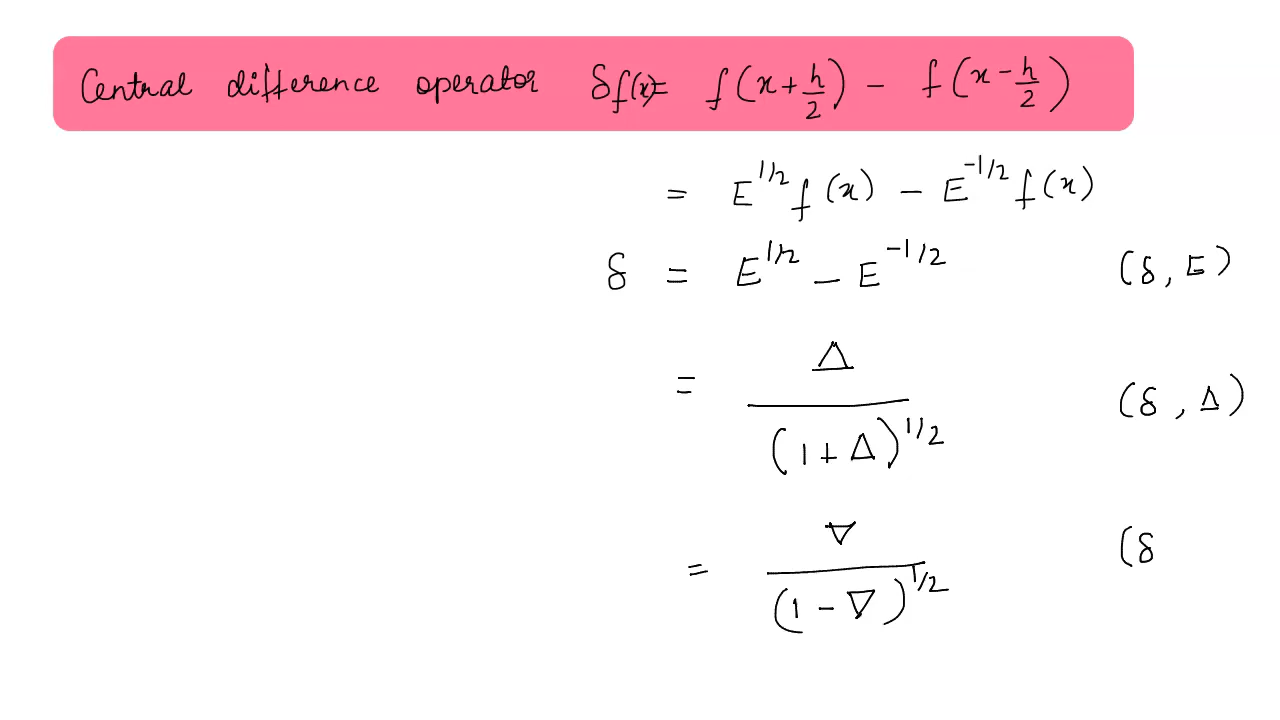 Central difference operator δf(x)= f(x+h/2) − f(x−h/2)
= E^1/2 f(x) − E^-1/2 f(x)
δ = E^1/2 − E^-1/2 (δ, E)
= Δ/(1+Δ)^1/2 (δ, Δ)
= ∇/(1−∇)^1/2 (δ